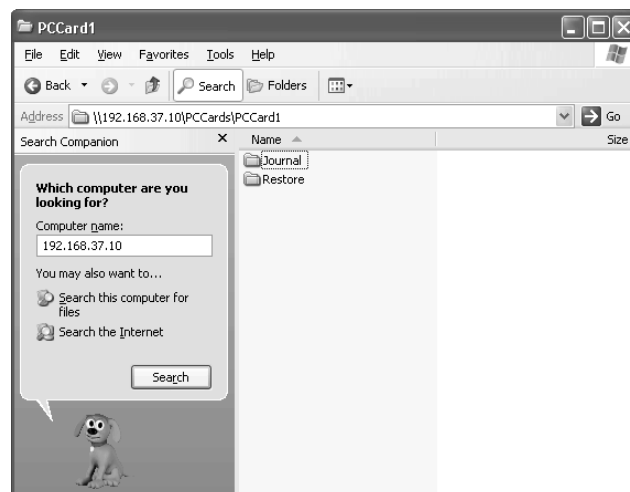 PCCard1
File Edit View Favorites Tools Help
Back Search Folders
Address \\192.168.37.10\PCCards\PCCard1 Go
Search Companion Name Size
Journal
Restore
Which computer are you
looking for?
Computer name:
192.168.37.10
You may also want to...
Search this computer for
files
Search the Internet
Search